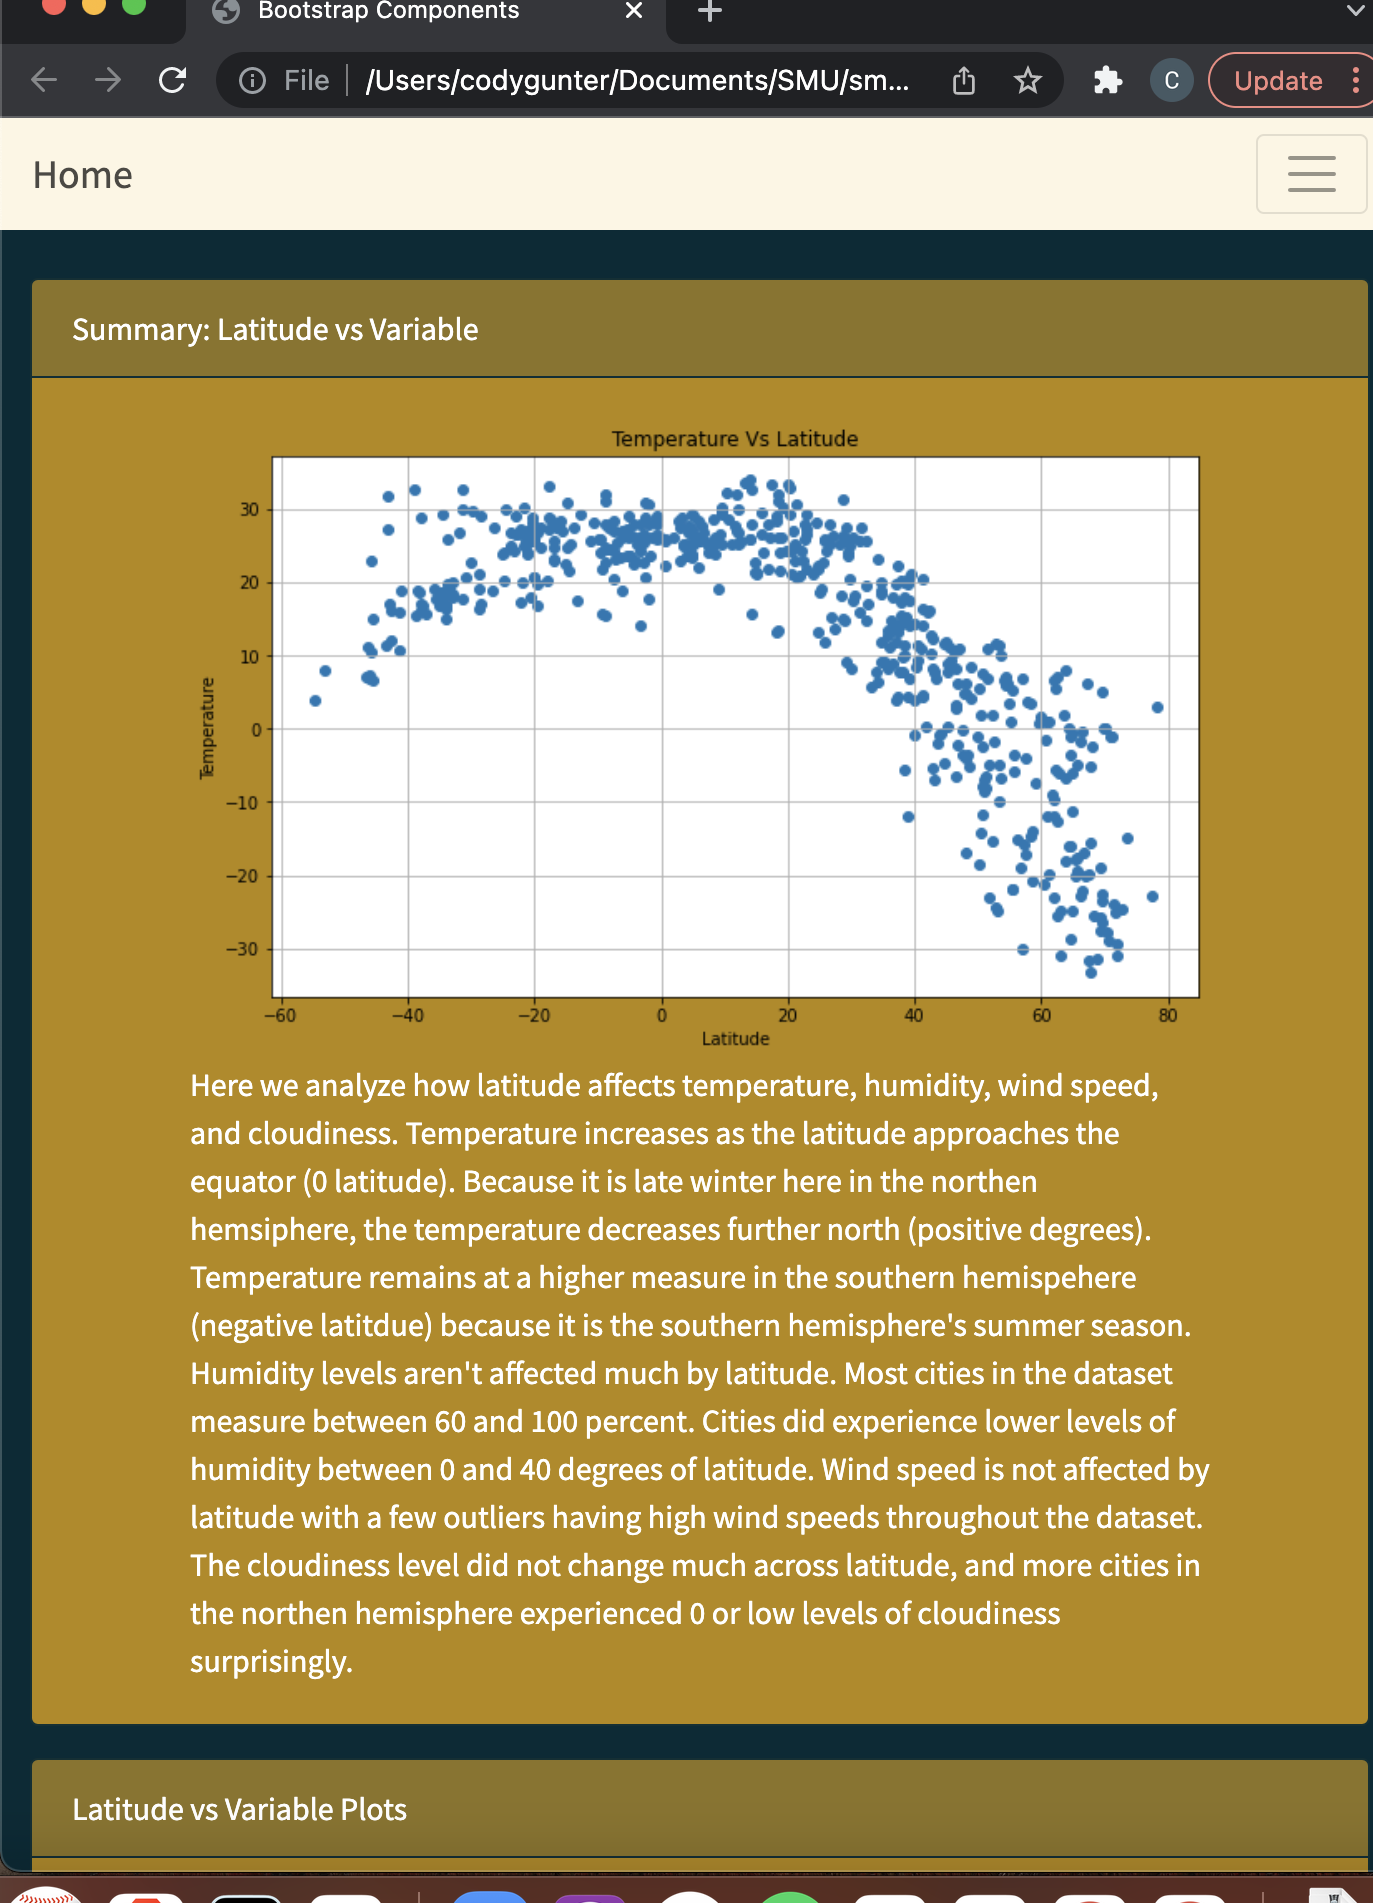 Bootstrap Components
File
/Users/codygunter/Documents/SMU/sm...
C
Update
Home
Summary: Latitude vs Variable
Temperature Vs Latitude
30
20
10
0
−10
−20
−30
Temperature
−60 −40 −20 0 20 40 60 80
Latitude
Here we analyze how latitude affects temperature, humidity, wind speed,
and cloudiness. Temperature increases as the latitude approaches the
equator (0 latitude). Because it is late winter here in the northen
hemsiphere, the temperature decreases further north (positive degrees).
Temperature remains at a higher measure in the southern hemispehere
(negative latitdue) because it is the southern hemisphere's summer season.
Humidity levels aren't affected much by latitude. Most cities in the dataset
measure between 60 and 100 percent. Cities did experience lower levels of
humidity between 0 and 40 degrees of latitude. Wind speed is not affected by
latitude with a few outliers having high wind speeds throughout the dataset.
The cloudiness level did not change much across latitude, and more cities in
the northen hemisphere experienced 0 or low levels of cloudiness
surprisingly.
Latitude vs Variable Plots